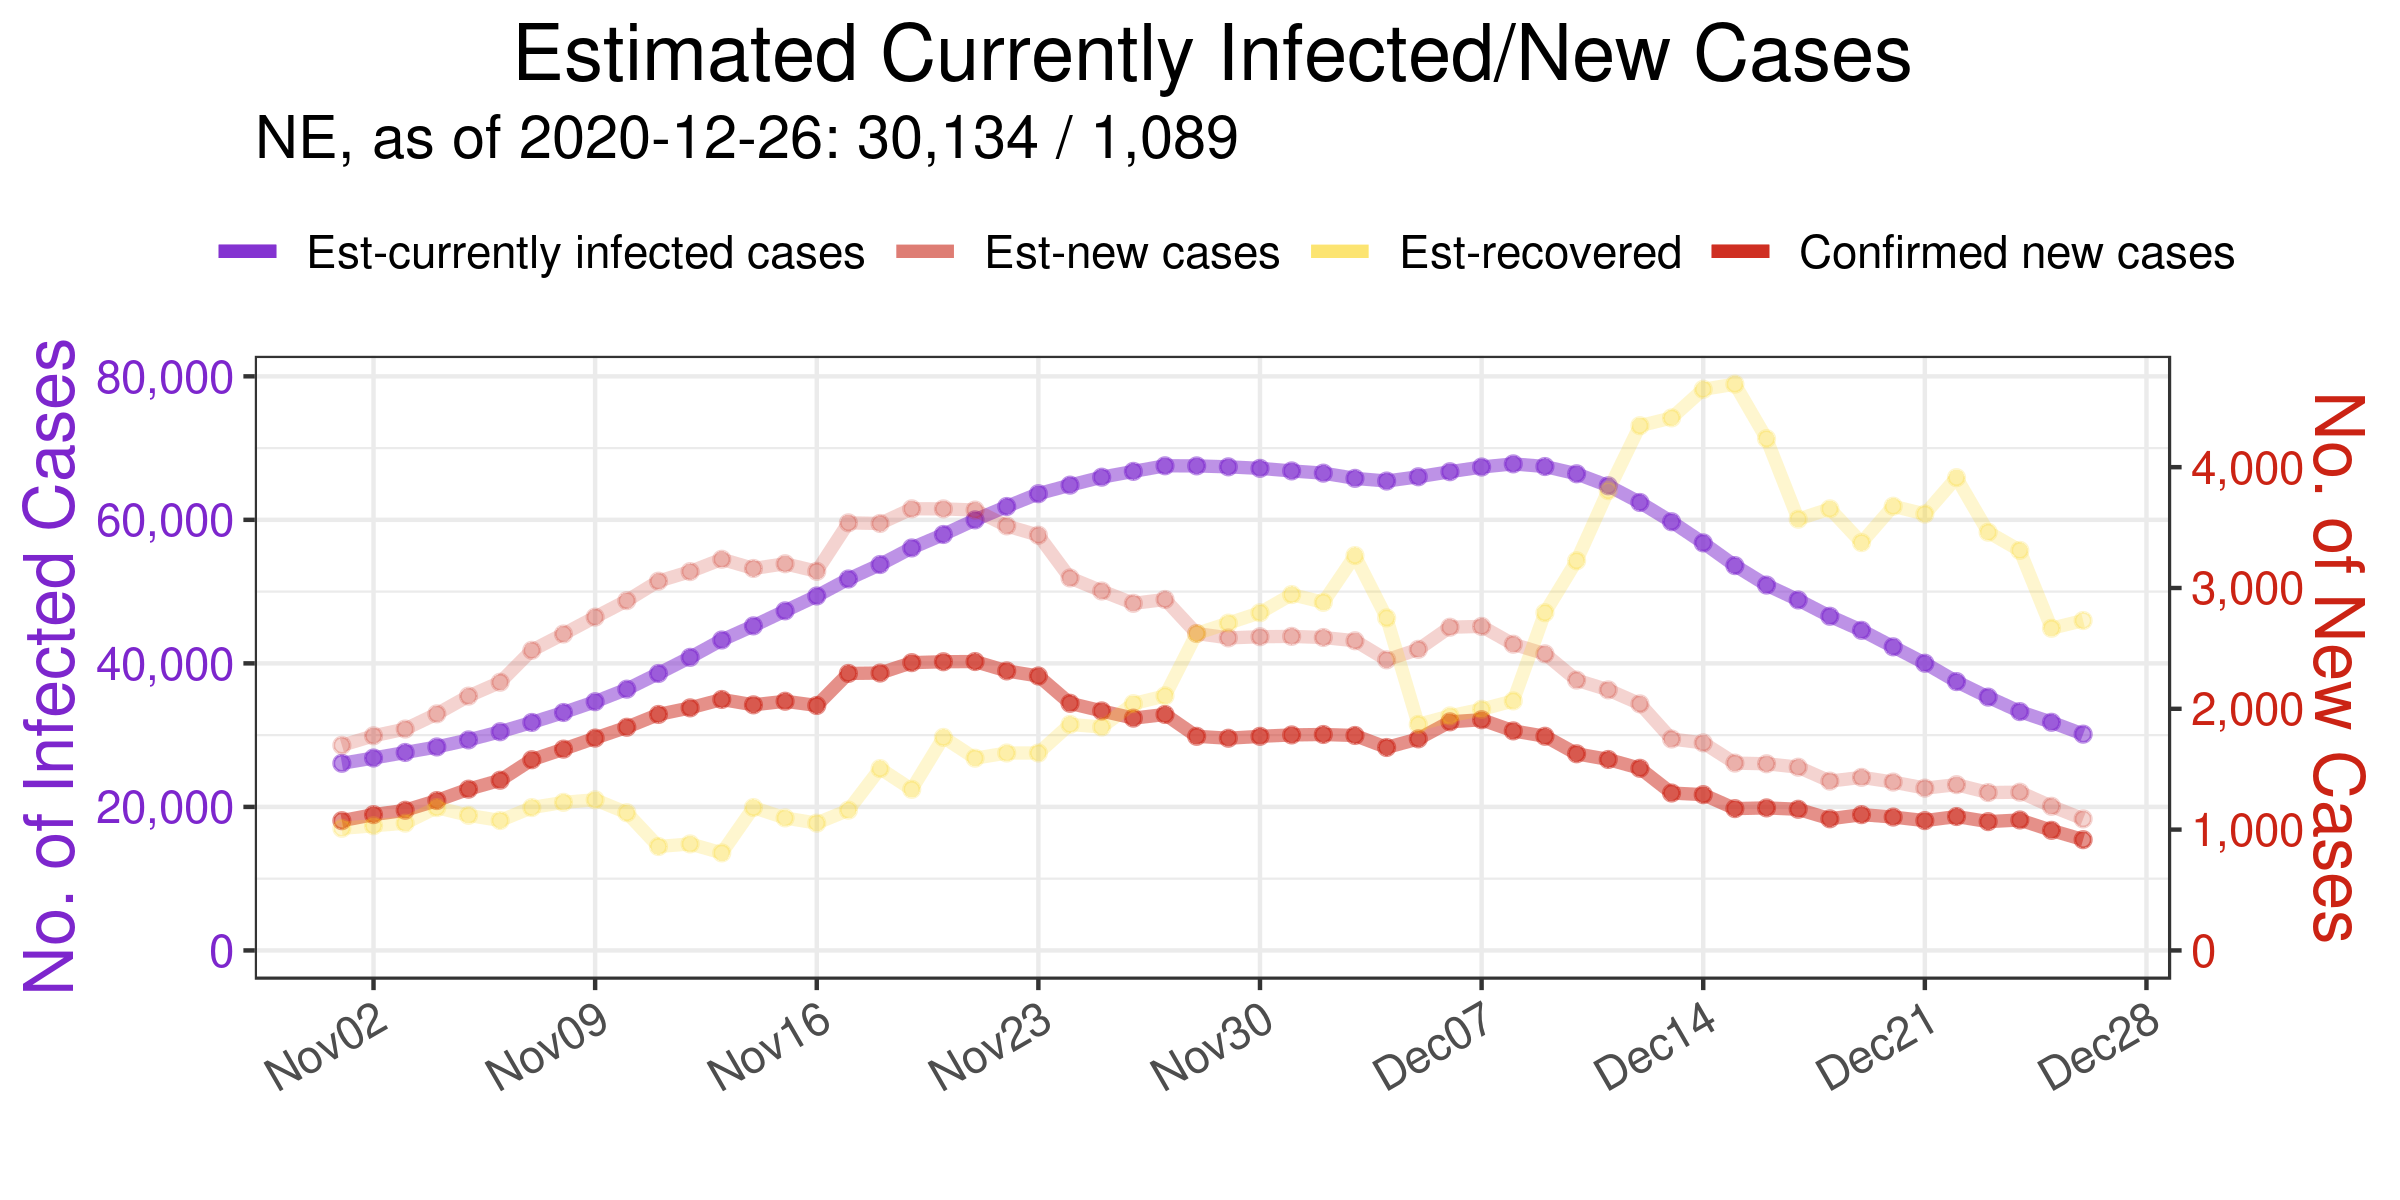 Estimated Currently Infected/New Cases
NE, as of 2020-12-26: 30,134 / 1,089
Est-currently infected cases Est-new cases Est-recovered Confirmed new cases
No. of Infected Cases
80,000
60,000
40,000
20,000
0
4,000
3,000
2,000
1,000
0
No. of New Cases
Nov02 Nov09 Nov16 Nov23 Nov30 Dec07 Dec14 Dec21 Dec28